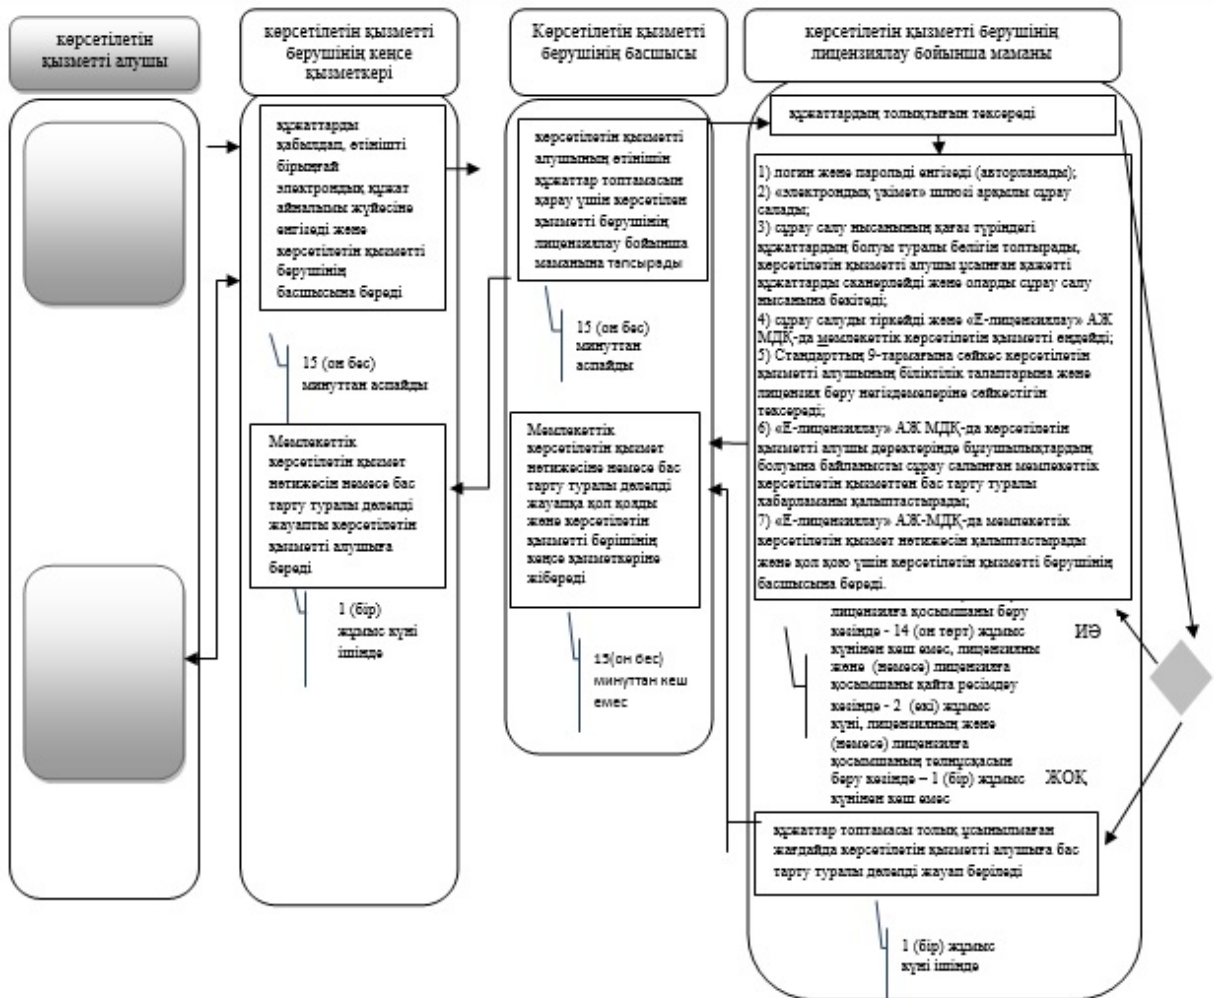 көрсетілетін
қызметті алушы
көрсетілетін қызметті
берушінің кеңсе
қызметкері
Көрсетілетін қызметті
берушінің басшысы
көрсетілетін қызметті берушінің
лицензиялау бойынша маманы
құжаттарды
қабылдап, өтінішті
бірыңғай
электрондық құжат
айналымы жүйесіне
енгізеді және
көрсетілетін қызметті
берушінің
басшысына береді
15 (он бес)
минуттан аспайды
Мемлекеттік
көрсетілетін қызмет
нәтижесін немесе бас
тарту туралы дәлелді
жауапты көрсетілетін
қызметті алушыға
береді
1 (бір)
жұмыс күні
ішінде
көрсетілетін қызметті
алушының өтінішін
құжаттар топтамасын
қарау үшін көрсетілен
қызметті берушінің
лицензиялау бойынша
маманына тапсырады
15 (он бес)
минуттан
аспайды
Мемлекеттік
көрсетілетін қызмет
нәтижесіне немесе бас
тарту туралы дәлелді
жауапқа қол қояды
және көрсетілетін
қызметті берішінің
кеңсе қызметкеріне
жібереді
15(он бес)
минуттан кеш
емес
құжаттардың толықтығын тексереді
1) логин және парольді енгізеді (авторланады);
2) «электрондық үкімет» шлюзі арқылы сұрау
салады;
3) сұрау салу нысанының қағаз түріндегі
құжаттардың болуы туралы белігін толтырады,
көрсетілетін қызметті алушы ұсынған қажетті
құжаттарды сканерлейді және оларды сұрау салу
нысанына бекітеді;
4) сұрау салуды тіркейді және «Е-лицензиялау» АЖ
МДҚ-да мемлекеттік көрсетілетін қызметті өңдейді;
5) Стандарттың 9-тармағына сәйкес көрсетілетін
қызметті алушының біліктілік талаптарына және
лицензия беру негіздемелеріне сәйкестігін
тексереді;
6) «Е-лицензиялау» АЖ МДҚ-да көрсетілетін
қызметті алушы деректерінде бұзушылықтардың
болуына байланысты сұрау салынған мемлекеттік
көрсетілетін қызметтен бас тарту туралы
хабарламаны қалыптастырады;
7) «Е-лицензиялау» АЖ-МДҚ-да мемлекеттік
көрсетілетін қызмет нәтижесін қалыптастырады
және қол қою үшін көрсетілетін қызметті берушінің
басшысына береді.
лицензияға қосымшаны беру
кезінде - 14 (он төрт) жұмыс
күнінен кеш емес, лицензияны
және (немесе) лицензияға
қосымшаны қайта ресімдеу
кезінде - 2 (екі) жұмыс
күні, лицензияның және
(немесе) лицензияға
қосымшаның телнұсқасын
беру кезінде – 1 (бір) жұмыс
күнінен кеш емес
ИӘ
ЖОҚ
құжаттар топтамасы толық ұсынылмаған
жағдайда көрсетілетін қызметті алушыға бас
тарту туралы дәлелді жауап беріледі
1 (бір) жұмыс
күні ішінде